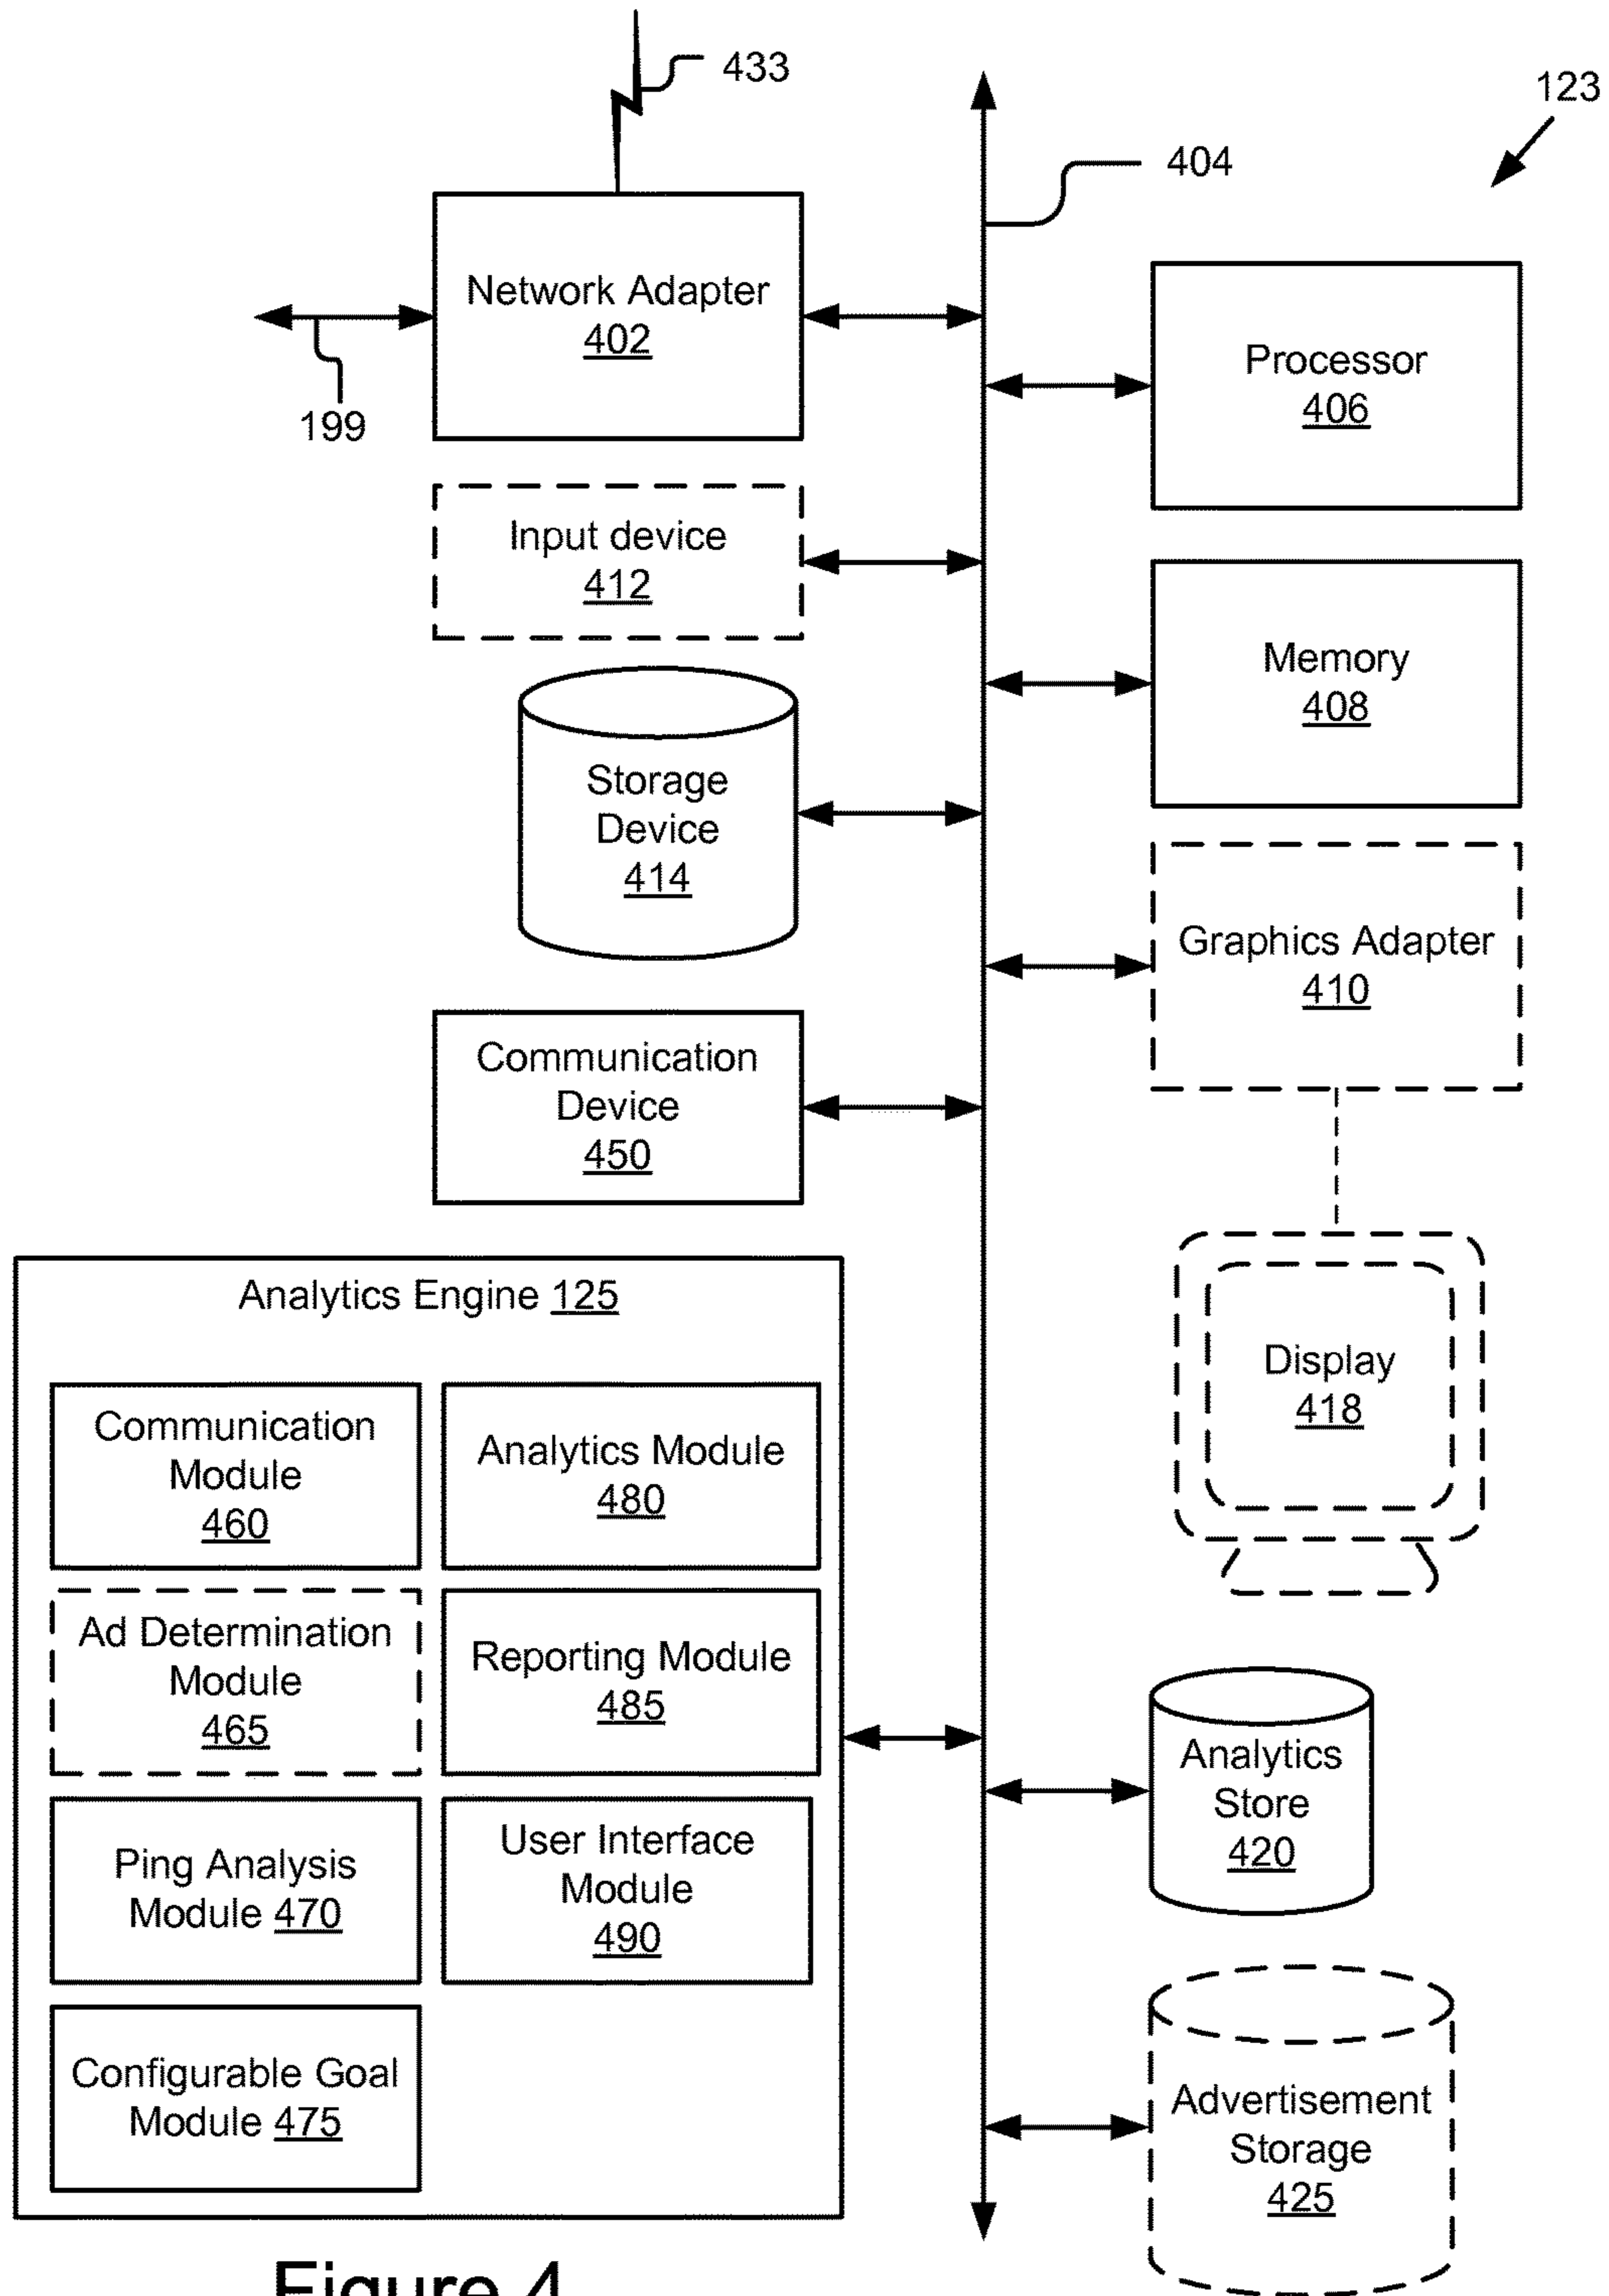 433
123
404
Network Adapter
402
199
Processor
406
Input device
412
Memory
408
Storage
Device
414
Graphics Adapter
410
Communication
Device
450
Analytics Engine 125
Communication
Module
460
Analytics Module
480
Display
418
Ad Determination
Module
465
Reporting Module
485
Analytics
Store
420
Ping Analysis
Module 470
User Interface
Module
490
Configurable Goal
Module 475
Advertisement
Storage
425
Figure 4